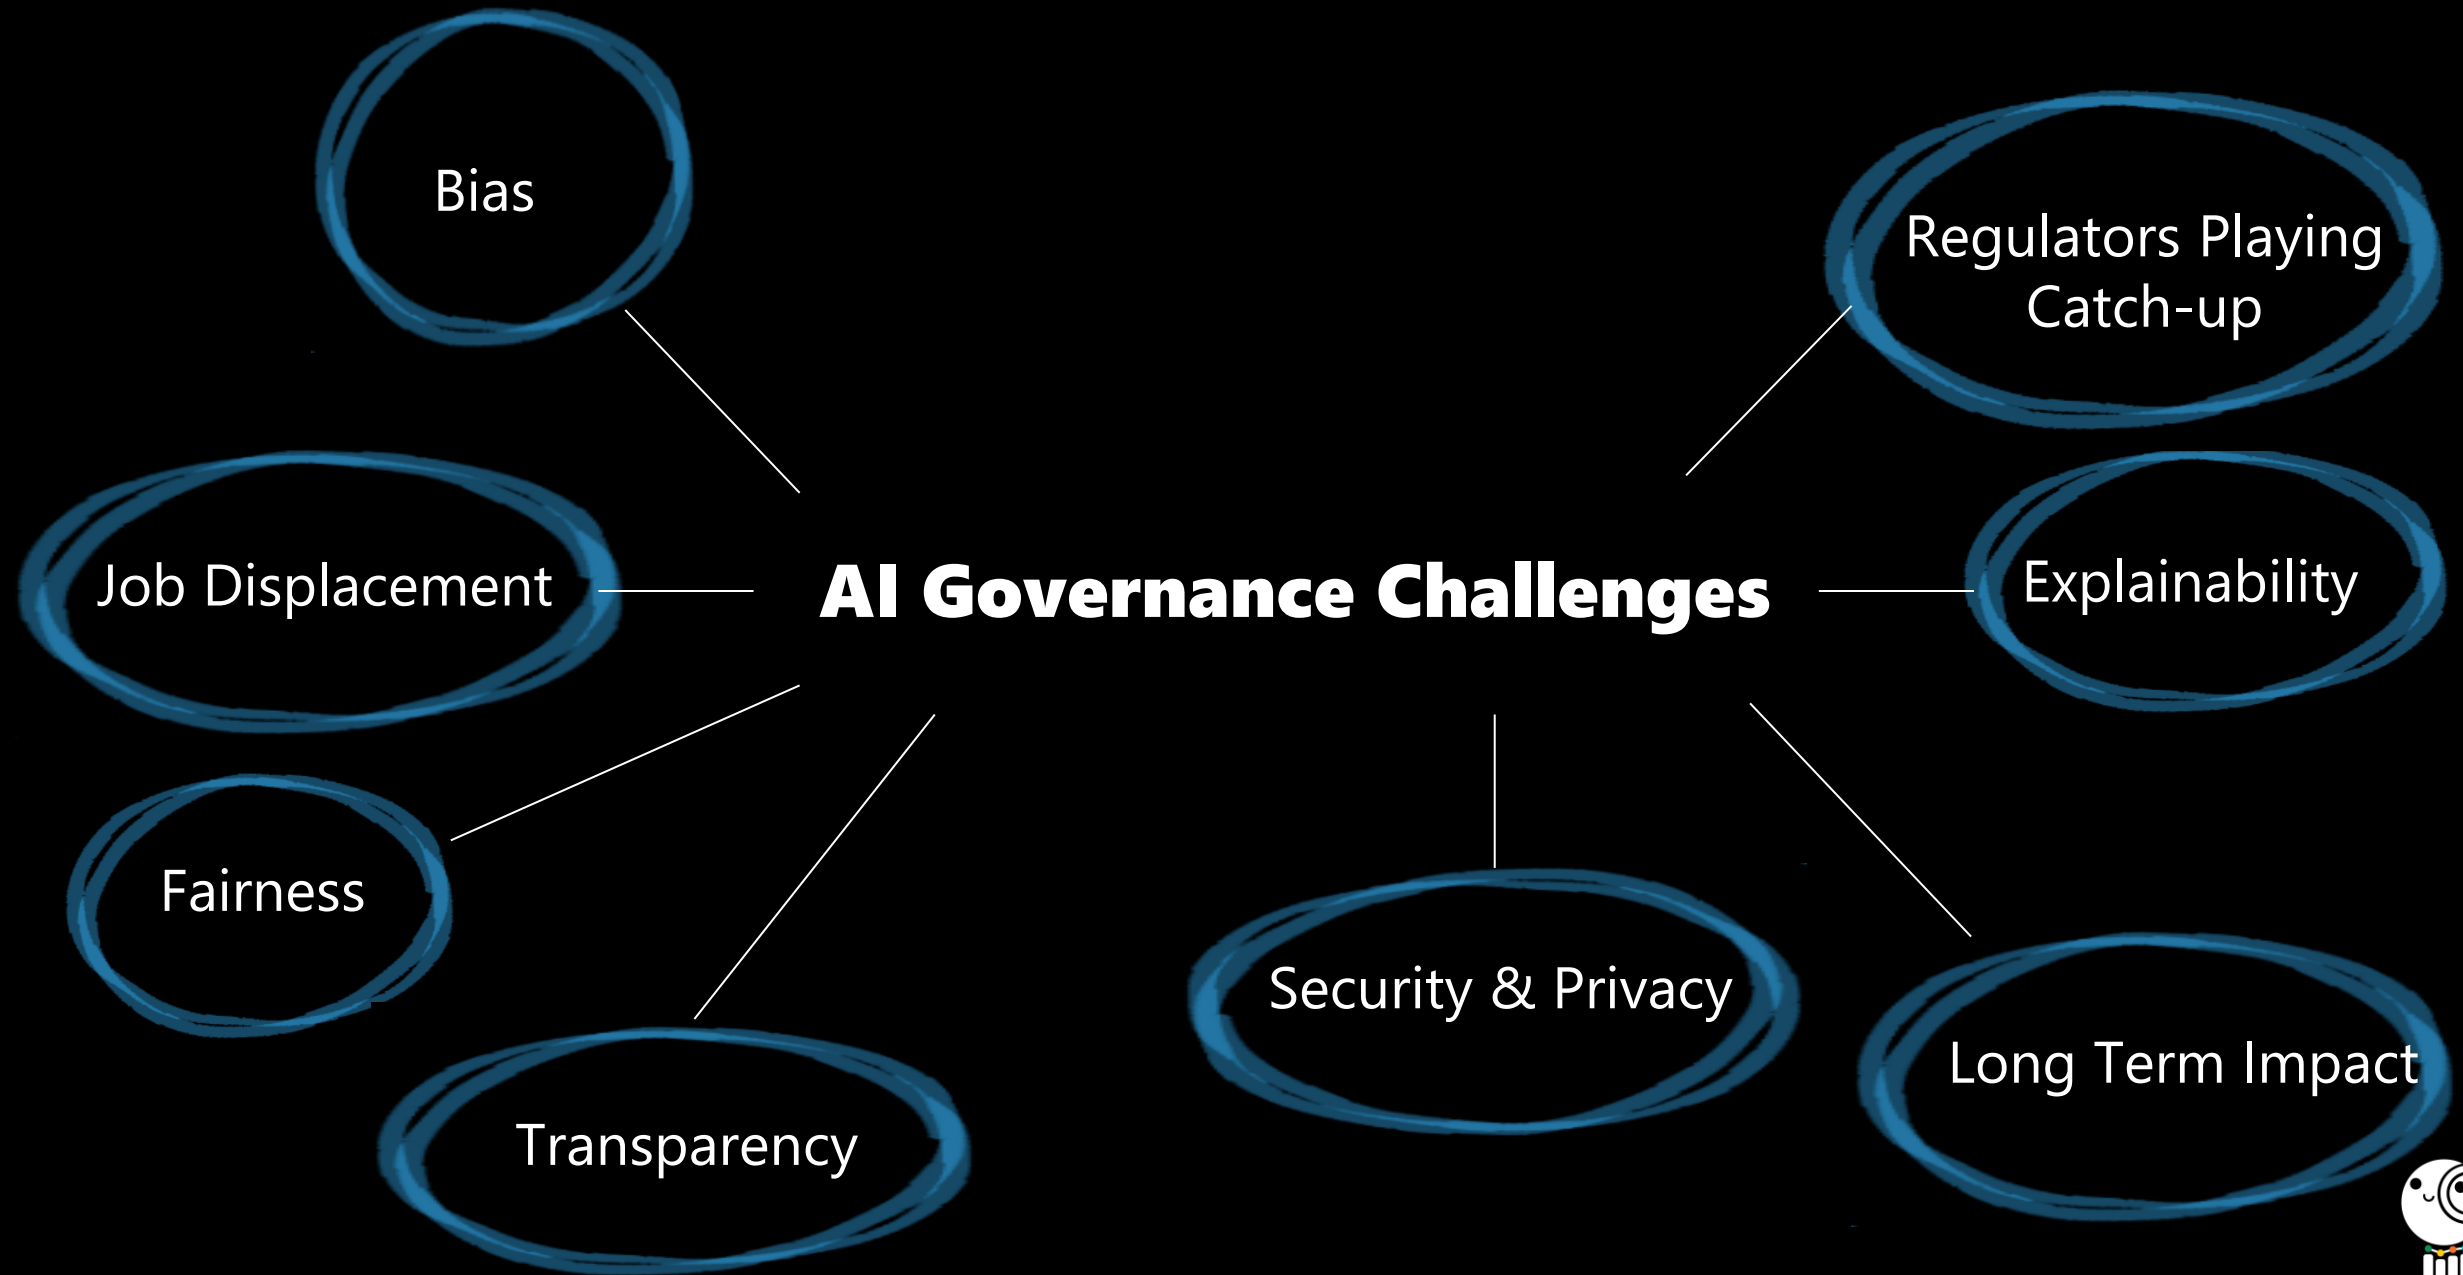 Bias
Regulators Playing
Catch-up
Job Displacement
AI Governance Challenges
Explainability
Fairness
Security & Privacy
Long Term Impact
Transparency